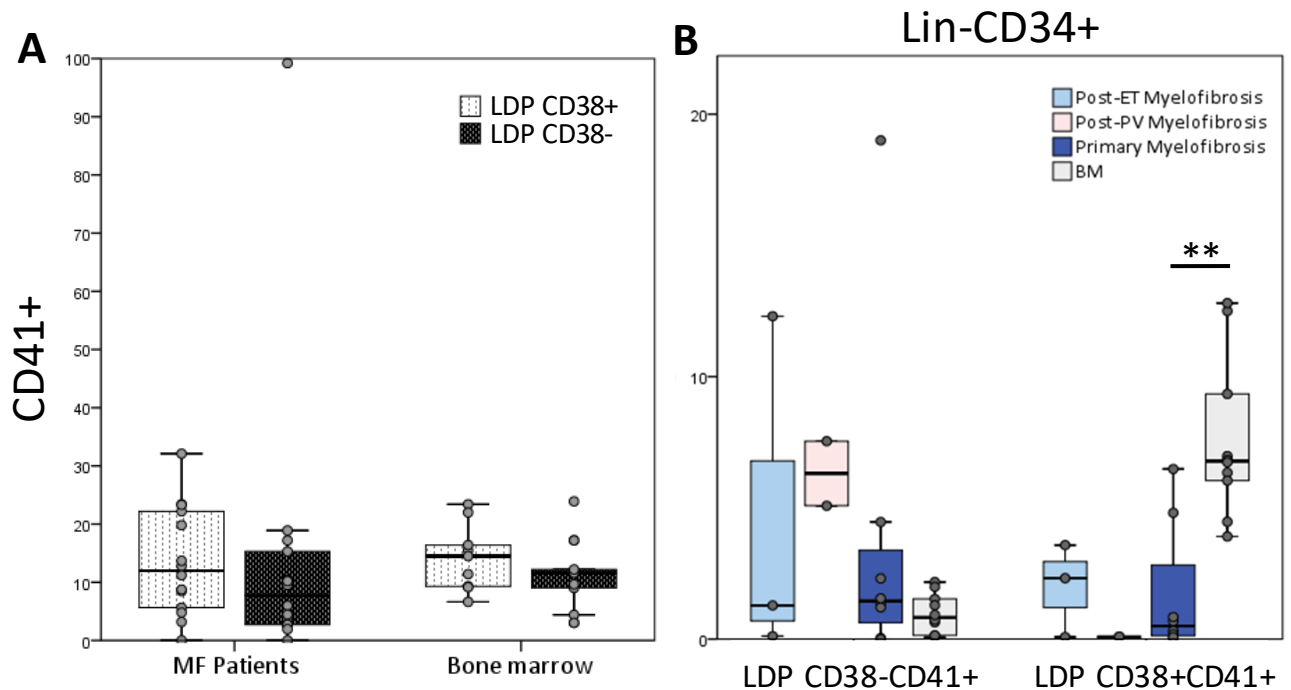 A
CD41+
100
90
80
70
60
50
40
30
20
10
0
LDP CD38+
LDP CD38-
MF Patients
Bone marrow
B
Lin-CD34+
20
10
0
Post-ET Myelofibrosis
Post-PV Myelofibrosis
Primary Myelofibrosis
BM
**
LDP CD38-CD41+
LDP CD38+CD41+